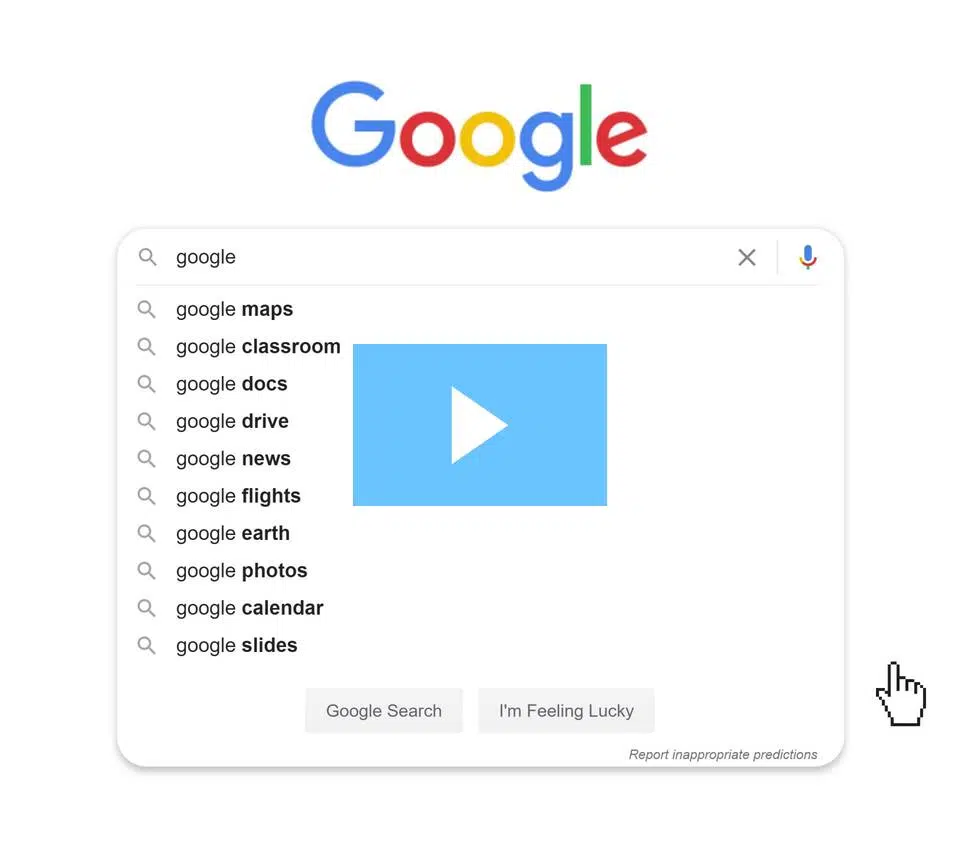 Google
google
google maps
google classroom
google docs
google drive
google news
google flights
google earth
google photos
google calendar
google slides
Google Search
I'm Feeling Lucky
Report inappropriate predictions